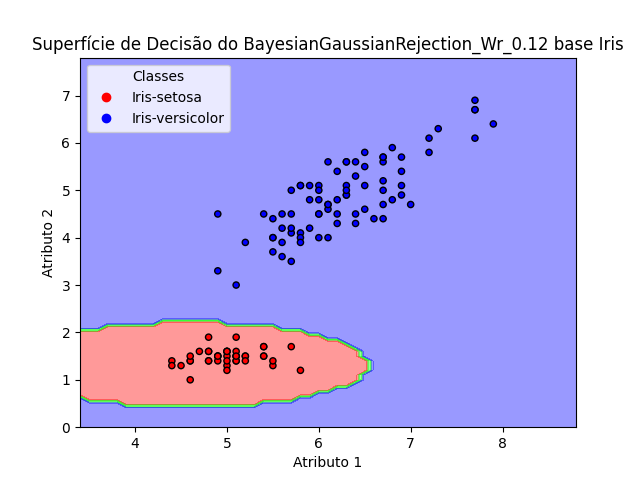 Superfície de Decisão do BayesianGaussianRejection_Wr_0.12 base Iris
Classes
Iris-setosa
Iris-versicolor
7
6
5
4
3
2
1
0
Atributo 2
4 5 6 7 8
Atributo 1